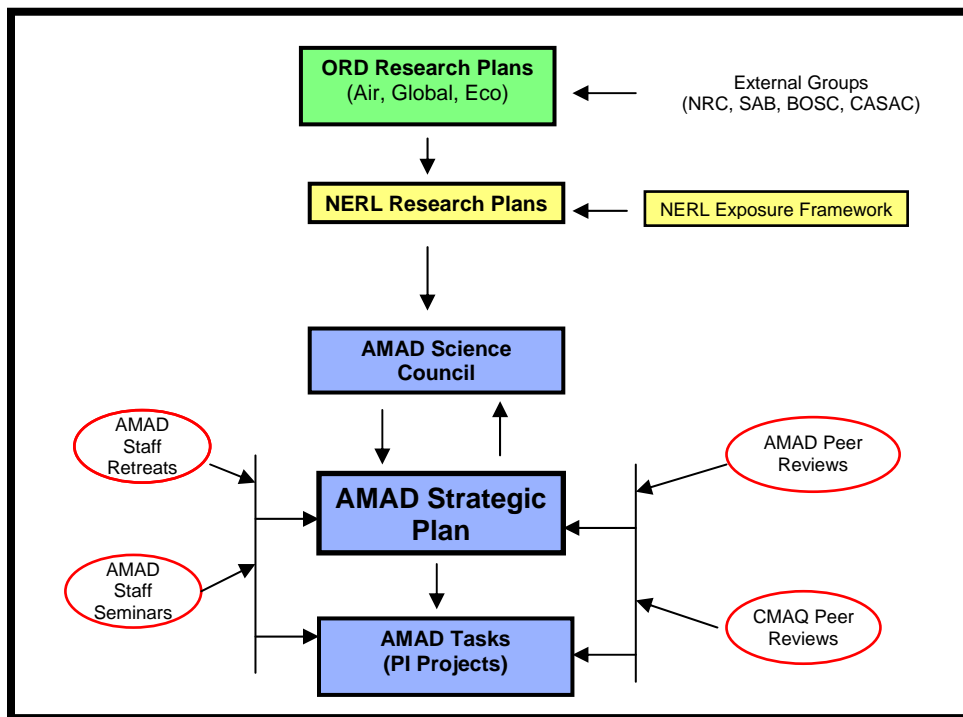 ORD Research Plans
(Air, Global, Eco)
External Groups
(NRC, SAB, BOSC, CASAC)
NERL Research Plans
NERL Exposure Framework
AMAD Science
Council
AMAD
Staff
Retreats
AMAD Peer
Reviews
AMAD Strategic
Plan
AMAD
Staff
Seminars
CMAQ Peer
Reviews
AMAD Tasks
(PI Projects)